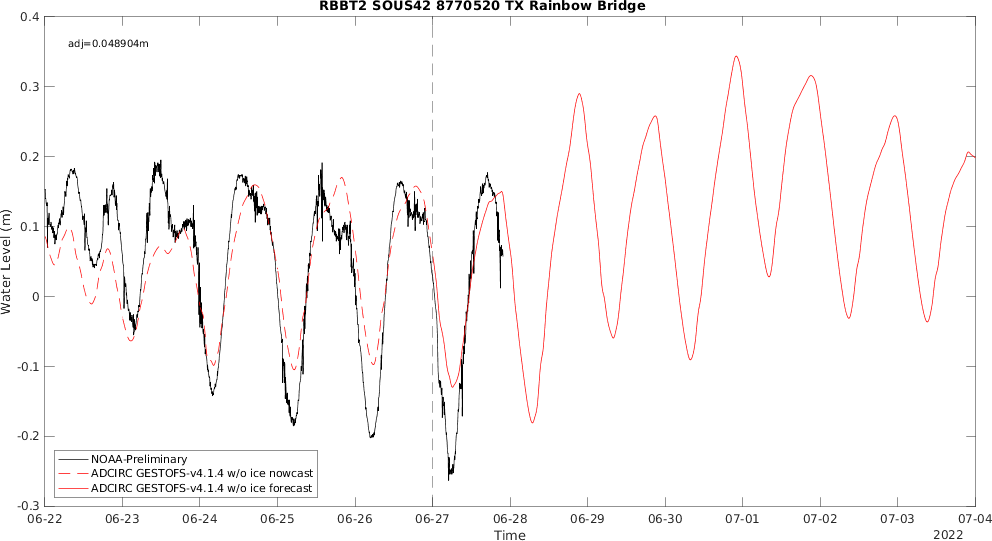 RBBT2 SOUS42 8770520 TX Rainbow Bridge
adj=0.048904m
0.4
0.3
0.2
0.1
0
-0.1
-0.2
-0.3
Water Level (m)
NOAA-Preliminary
ADCIRC GESTOFS-v4.1.4 w/o ice nowcast
ADCIRC GESTOFS-v4.1.4 w/o ice forecast
06-22 06-23 06-24 06-25 06-26 06-27 06-28 06-29 06-30 07-01 07-02 07-03 07-04
Time
2022